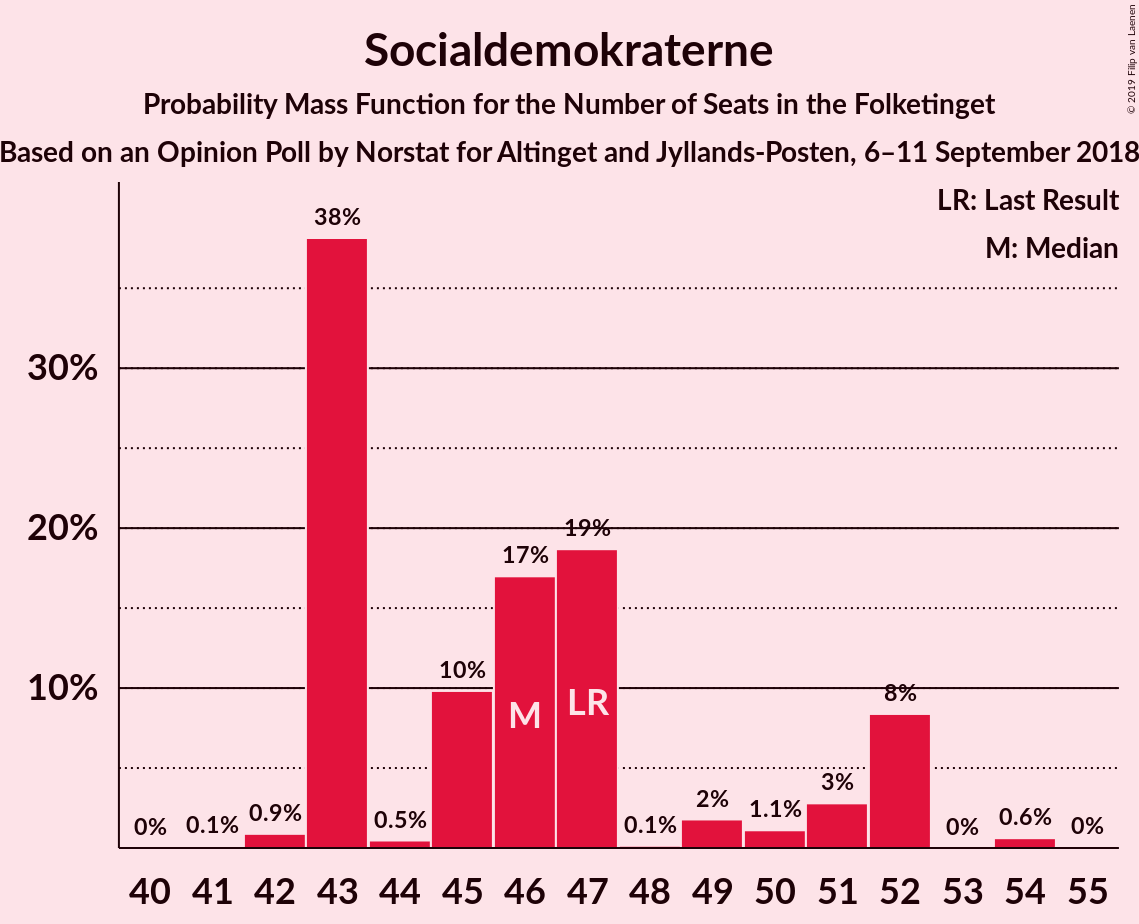 Socialdemokraterne
Probability Mass Function for the Number of Seats in the Folketinget
Based on an Opinion Poll by Norstat for Altinget and Jyllands-Posten, 6–11 September 2018
© 2019 Filip van Laenen
LR: Last Result
M: Median
30%
20%
10%
0%
0.1%
0.9%
38%
0.5%
10%
17%
19%
0.1%
2%
1.1%
3%
8%
0%
0.6%
0%
M
LR
40 41 42 43 44 45 46 47 48 49 50 51 52 53 54 55